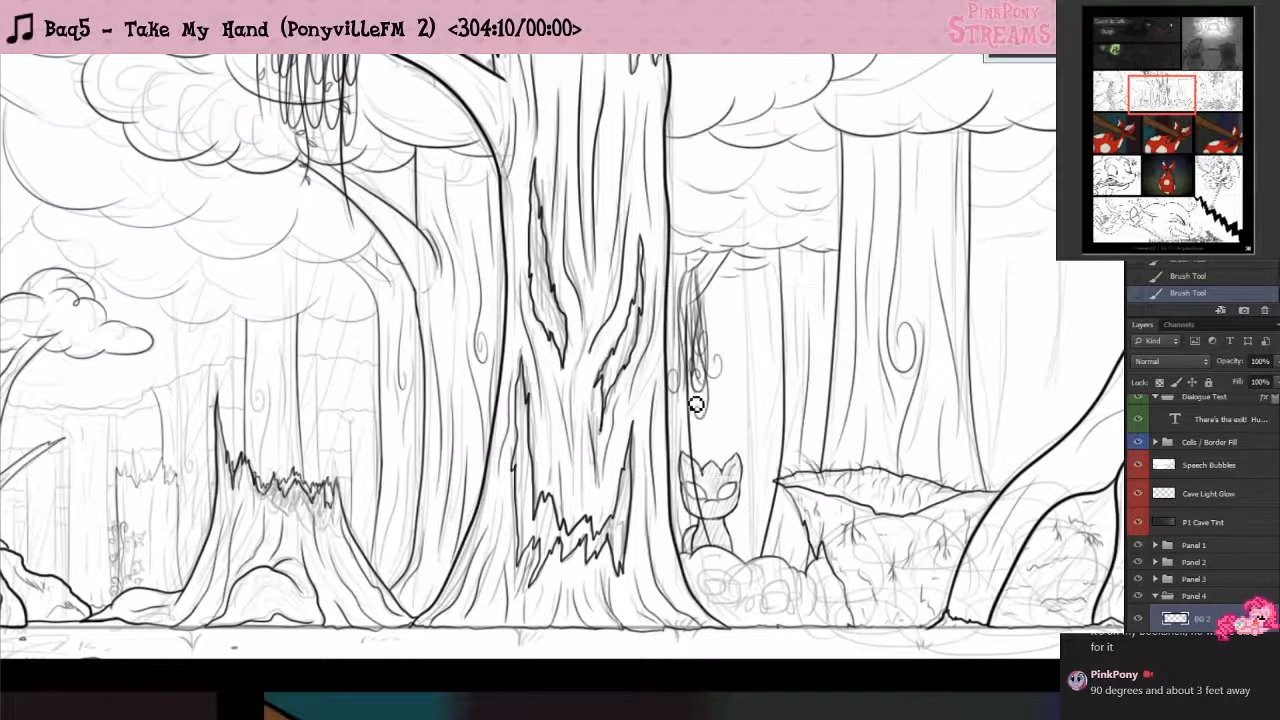 Baq5 - Take My Hand (PonyvilleFM 2) <304:10/00:00>
PinkPony
STREAMS
Brush Tool
Brush Tool
Layers Channels
Kind
Normal Opacity: 100%
Lock: Fill: 100%
Dialogue Text fx
T There's the exit! Hu...
Cells / Border Fill
Speech Bubbles
Cave Light Glow
P1 Cave Tint
Panel 1
Panel 2
Panel 3
Panel 4
BG 2
for it
PinkPony
90 degrees and about 3 feet away